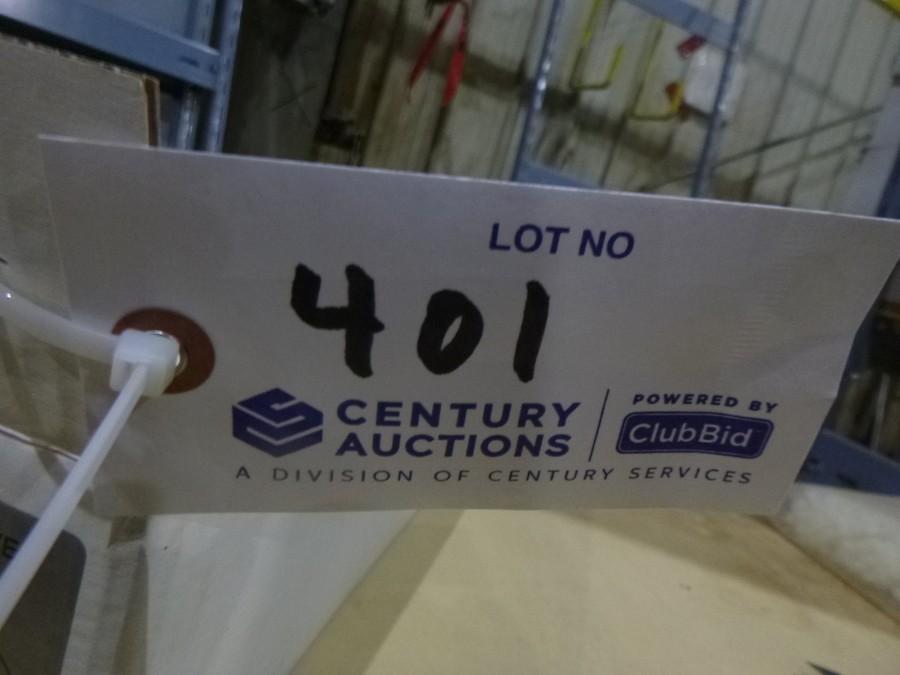 LOT NO
401
CENTURY
AUCTIONS
POWERED BY
ClubBid
A DIVISION OF CENTURY SERVICES